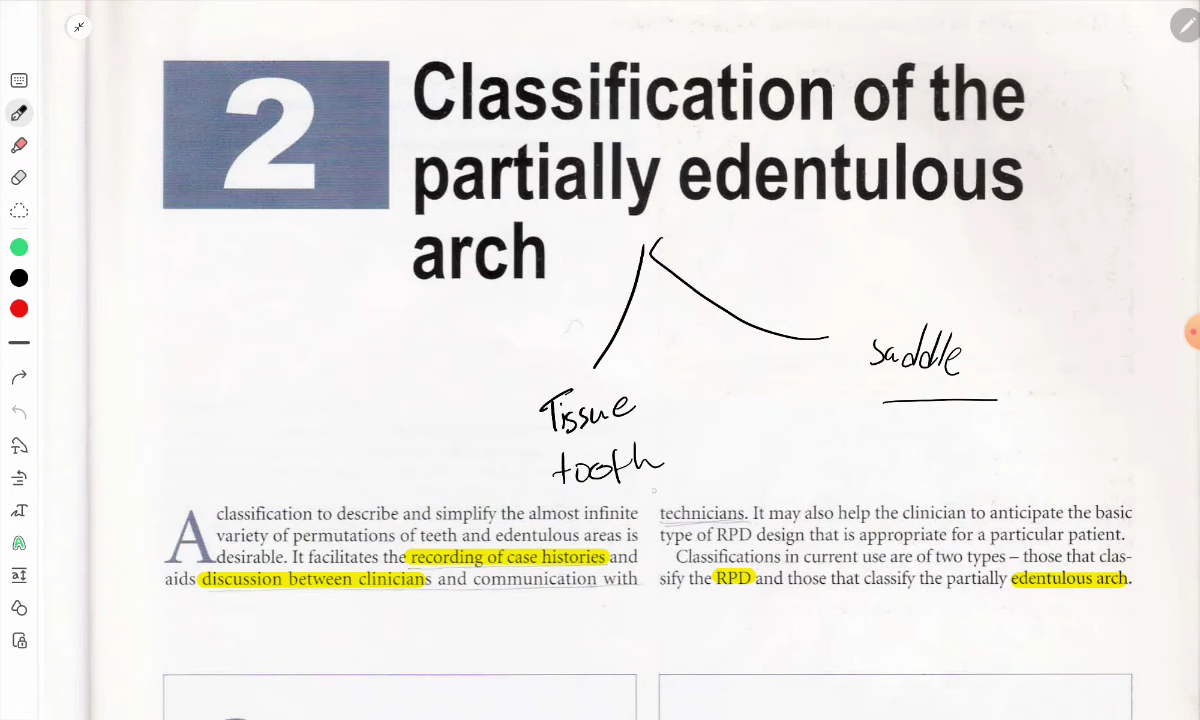 2
Classification of the
partially edentulous
arch
saddle
Tissue
tooth
A classification to describe and simplify the almost infinite
variety of permutations of teeth and edentulous areas is
desirable. It facilitates the recording of case histories and
aids discussion between clinicians and communication with
technicians. It may also help the clinician to anticipate the basic
type of RPD design that is appropriate for a particular patient.
Classifications in current use are of two types – those that clas-
sify the RPD and those that classify the partially edentulous arch.